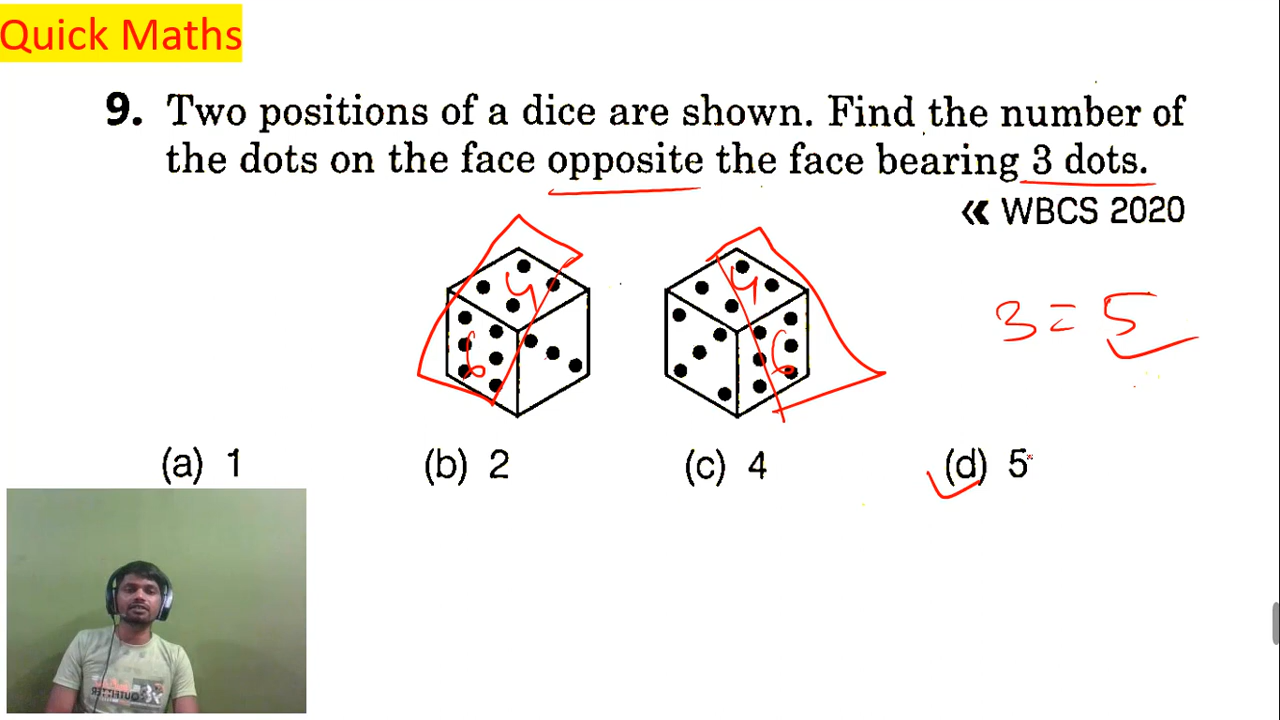 Quick Maths
9. Two positions of a dice are shown. Find the number of
the dots on the face opposite the face bearing 3 dots.
« WBCS 2020
4 4
6 6
3 = 5
(a) 1 (b) 2 (c) 4 (d) 5